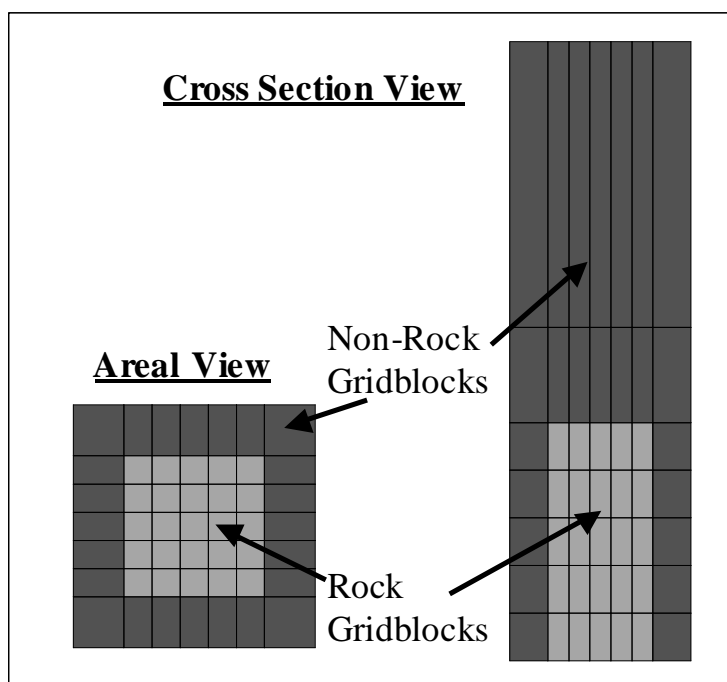 Cross Section View
Non-Rock
Gridblocks
Areal View
Rock
Gridblocks